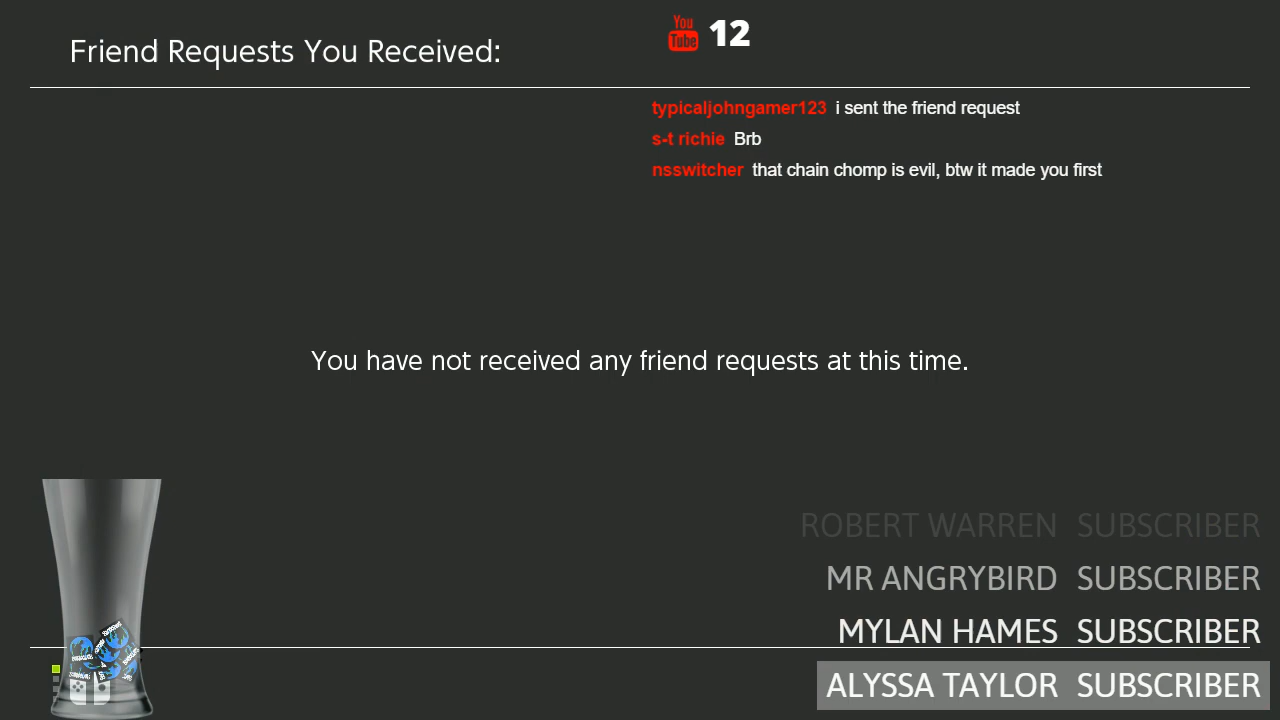 Friend Requests You Received:
You Tube 12
typicaljohngamer123 i sent the friend request
s-t richie Brb
nsswitcher that chain chomp is evil, btw it made you first
You have not received any friend requests at this time.
ROBERT WARREN SUBSCRIBER
MR ANGRYBIRD SUBSCRIBER
MYLAN HAMES SUBSCRIBER
ALYSSA TAYLOR SUBSCRIBER